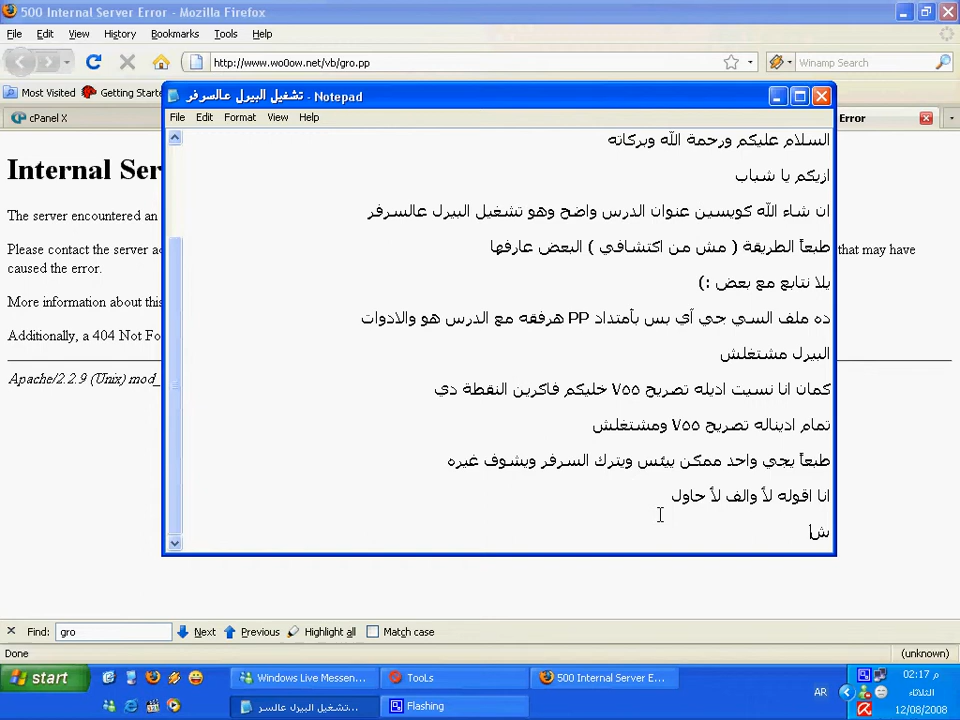 500 Internal Server Error - Mozilla Firefox
File Edit View History Bookmarks Tools Help
http://www.wo0ow.net/vb/gro.pp
Winamp Search
Most Visited Getting Starte
cPanel X
Error
تشغيل البيرل عالسرفر - Notepad
File Edit Format View Help
السلام عليكم ورحمة الله وبركاته
ازيكم يا شباب
ان شاء الله كويسين عنوان الدرس واضح وهو تشغيل البيرل عالسرفر
طبعاً الطريقة ( مش من اكتشافي ) البعض عارفها
يلا نتابع مع بعض :)
ده ملف السي جي آي بس بأمتداد PP هرفقه مع الدرس هو والادوات
البيرل مشتغلش
كمان انا نسيت اديله تصريح ٧٥٥ خليكم فاكرين النقطة دي
تمام اديناله تصريح ٧٥٥ ومشتغلش
طبعاً يجي واحد ممكن بيئس ويترك السرفر ويشوف غيره
انا اقوله لأ والف لأ حاول
ش
Internal Ser
The server encountered an
Please contact the server ad
that may have
caused the error.
More information about this
Additionally, a 404 Not Fo
Apache/2.2.9 (Unix) mod_
Find: gro Next Previous Highlight all Match case
Done
(unknown)
start
Windows Live Messen...
TooLs
500 Internal Server E...
تشغيل البيرل عالسر...
Flashing
AR
02:17 م
الثلاثاء
12/08/2008